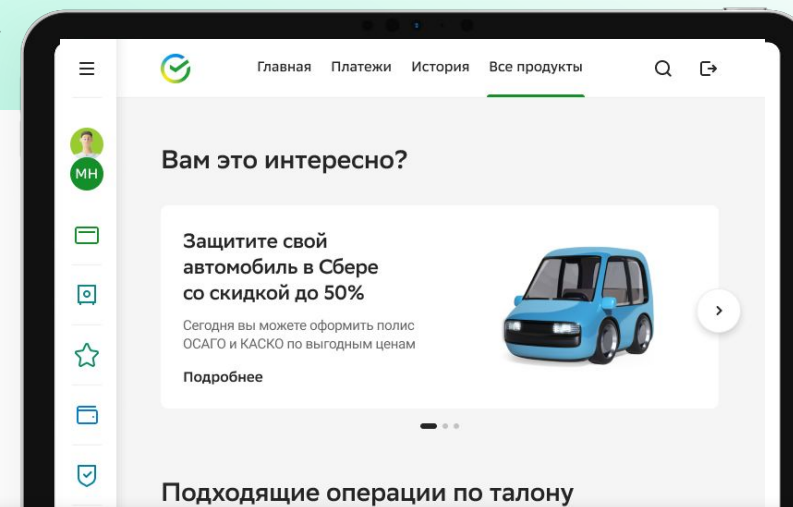 Главная Платежи История Все продукты
МН
Вам это интересно?
Защитите свой
автомобиль в Сбере
со скидкой до 50%
Сегодня вы можете оформить полис
ОСАГО и КАСКО по выгодным ценам
Подробнее
Подходящие операции по талону